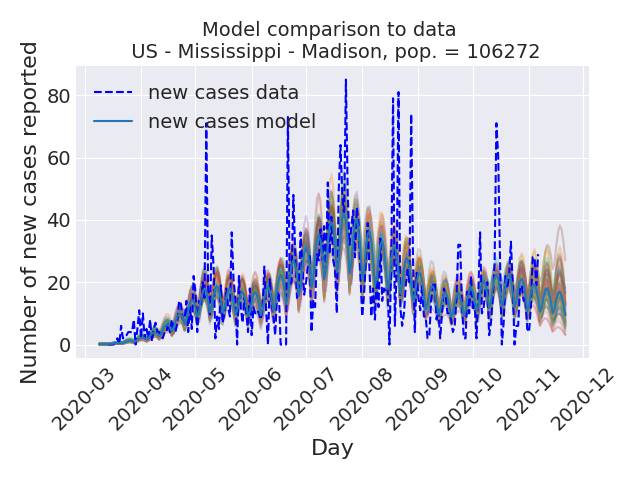 Model comparison to data
US - Mississippi - Madison, pop. = 106272
Number of new cases reported
80
60
40
20
0
new cases data
new cases model
2020-03
2020-04
2020-05
2020-06
2020-07
2020-08
2020-09
2020-10
2020-11
2020-12
Day